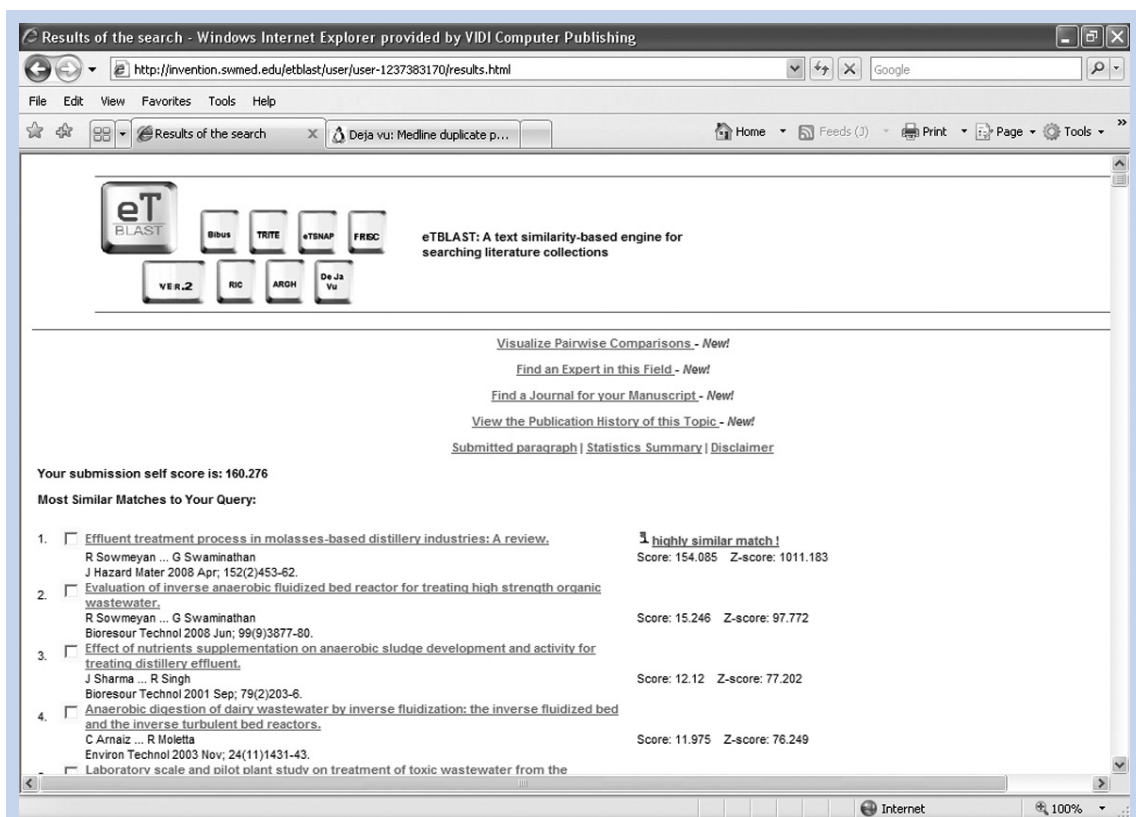 Results of the search - Windows Internet Explorer provided by VIDI Computer Publishing
http://invention.swmed.edu/etblast/user/user-1237383170/results.html
Google
File Edit View Favorites Tools Help
Results of the search
Deja vu: Medline duplicate p...
Home Feeds (J) Print Page Tools »
eT
BLAST
Bibus TRITE eTSNAP FRISC
VER.2 RIC ARGH De Ja Vu
eTBLAST: A text similarity-based engine for
searching literature collections
Visualize Pairwise Comparisons - New!
Find an Expert in this Field - New!
Find a Journal for your Manuscript - New!
View the Publication History of this Topic - New!
Submitted paragraph | Statistics Summary | Disclaimer
Your submission self score is: 160.276
Most Similar Matches to Your Query:
1. Effluent treatment process in molasses-based distillery industries: A review. highly similar match !
R Sowmeyan ... G Swaminathan Score: 154.085 Z-score: 1011.183
J Hazard Mater 2008 Apr; 152(2)453-62.
2. Evaluation of inverse anaerobic fluidized bed reactor for treating high strength organic
wastewater.
R Sowmeyan ... G Swaminathan Score: 15.246 Z-score: 97.772
Bioresour Technol 2008 Jun; 99(9)3877-80.
3. Effect of nutrients supplementation on anaerobic sludge development and activity for
treating distillery effluent.
J Sharma ... R Singh Score: 12.12 Z-score: 77.202
Bioresour Technol 2001 Sep; 79(2)203-6.
4. Anaerobic digestion of dairy wastewater by inverse fluidization: the inverse fluidized bed
and the inverse turbulent bed reactors.
C Arnaiz ... R Moletta Score: 11.975 Z-score: 76.249
Environ Technol 2003 Nov; 24(11)1431-43.
Laboratory scale and pilot plant study on treatment of toxic wastewater from the
Internet 100%